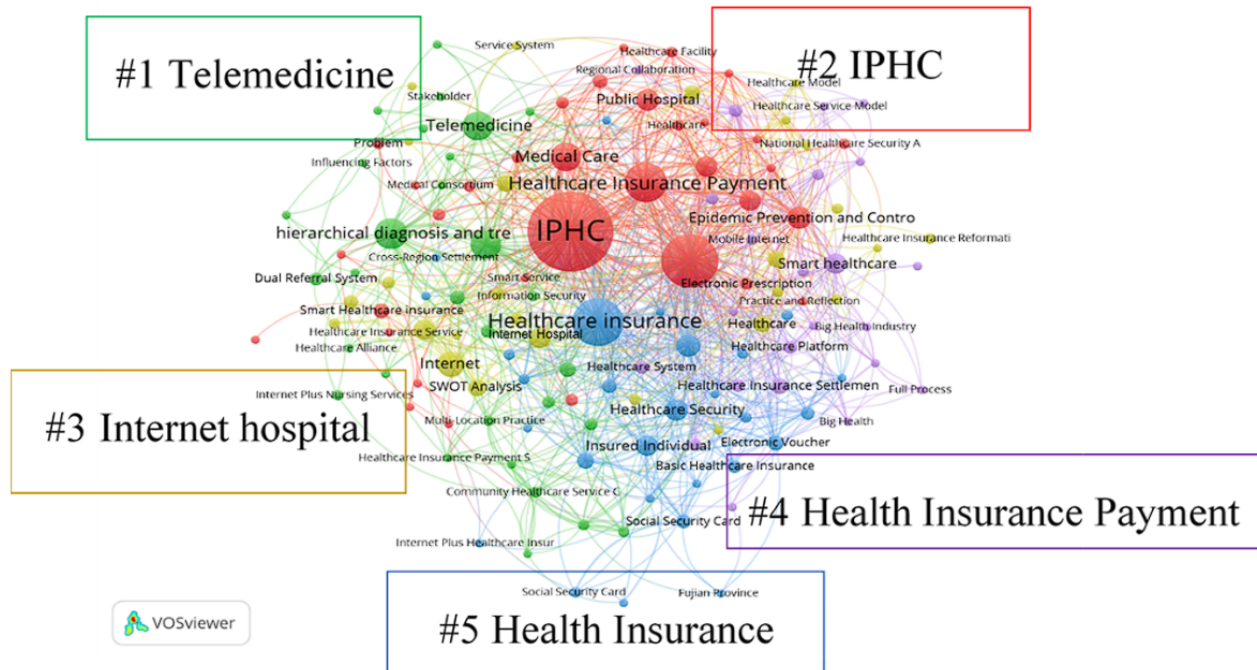 #1 Telemedicine
#2 IPHC
Service System
Healthcare Facility
Regional Collaboration
Healthcare Model
Stakeholder
Public Hospital
Healthcare Service Model
Telemedicine
Healthcare
Problem
Medical Care
National Healthcare Security A
Influencing Factors
Medical Consortium
Healthcare Insurance Payment
Epidemic Prevention and Contro
IPHC
hierarchical diagnosis and tre
Mobile Internet
Healthcare Insurance Reformati
Cross-Region Settlement
Smart healthcare
Dual Referral System
Smart Service
Electronic Prescription
Information Security
Practice and Reflection
Smart Healthcare insurance
Healthcare insurance
Healthcare Insurance Service
Internet Hospital
Healthcare
Big Health Industry
Healthcare Alliance
Healthcare Platform
Internet
Healthcare System
SWOT Analysis
Healthcare Insurance Settlemen
Full Process
Internet Plus Nursing Services
#3 Internet hospital
Healthcare Security
Multi-Location Practice
Big Health
Insured Individual
Electronic Voucher
Healthcare Insurance Payment S
Basic Healthcare Insurance
Community Healthcare Service C
#4 Health Insurance Payment
Social Security Card
Internet Plus Healthcare Insur
Social Security Card
Fujian Province
VOSviewer
#5 Health Insurance